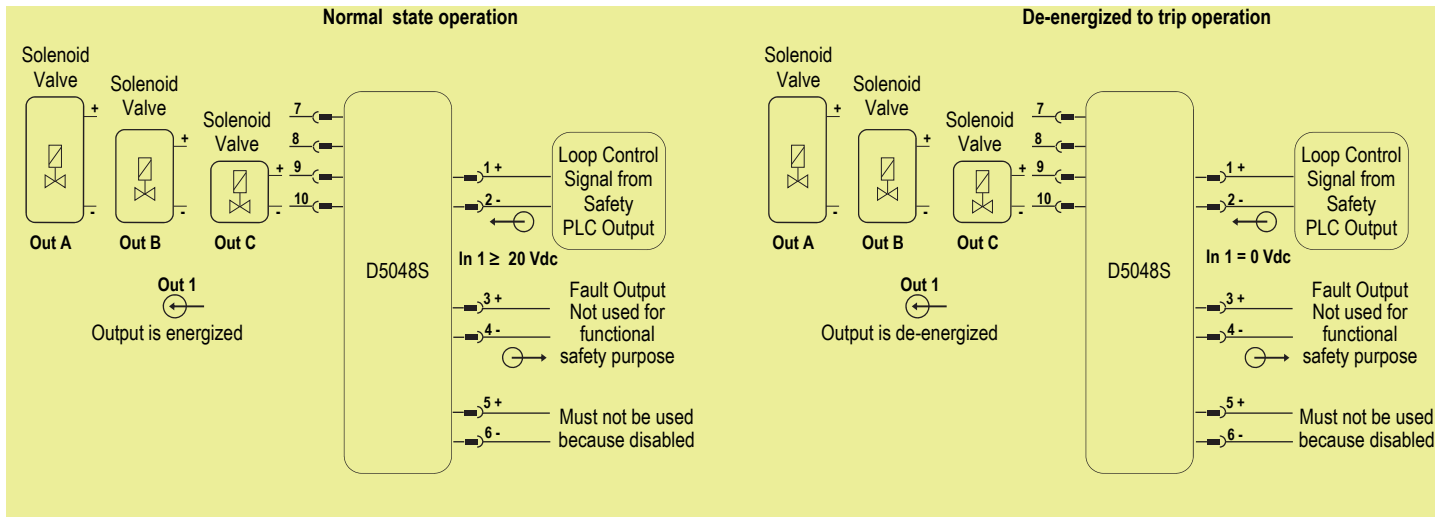 Normal state operation
Solenoid
Valve
+
-
Out A
Solenoid
Valve
+
-
Out B
Solenoid
Valve
+
-
Out C
7
8
9
10
Out 1
Output is energized
D5048S
1 +
2 -
Loop Control
Signal from
Safety
PLC Output
In 1 ≥ 20 Vdc
3 +
4 -
Fault Output
Not used for
functional
safety purpose
5 +
6 -
Must not be used
because disabled
De-energized to trip operation
Solenoid
Valve
+
-
Out A
Solenoid
Valve
+
-
Out B
Solenoid
Valve
+
-
Out C
7
8
9
10
Out 1
Output is de-energized
D5048S
1 +
2 -
Loop Control
Signal from
Safety
PLC Output
In 1 = 0 Vdc
3 +
4 -
Fault Output
Not used for
functional
safety purpose
5 +
6 -
Must not be used
because disabled